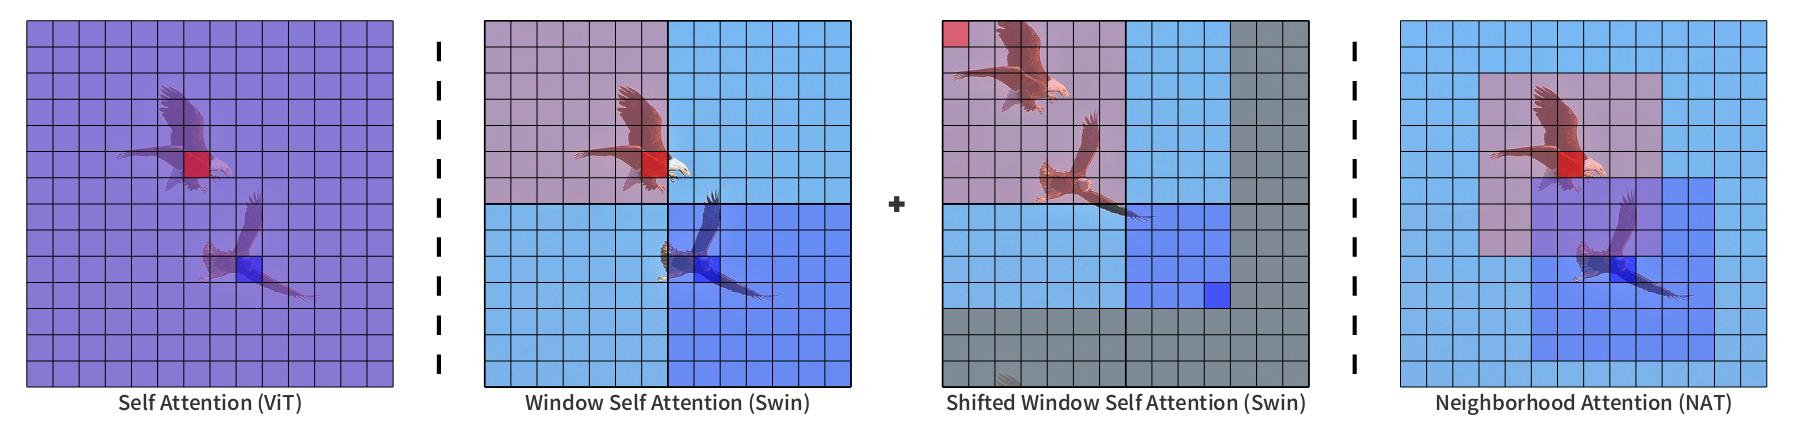 Self Attention (ViT)
Window Self Attention (Swin)
Shifted Window Self Attention (Swin)
Neighborhood Attention (NAT)